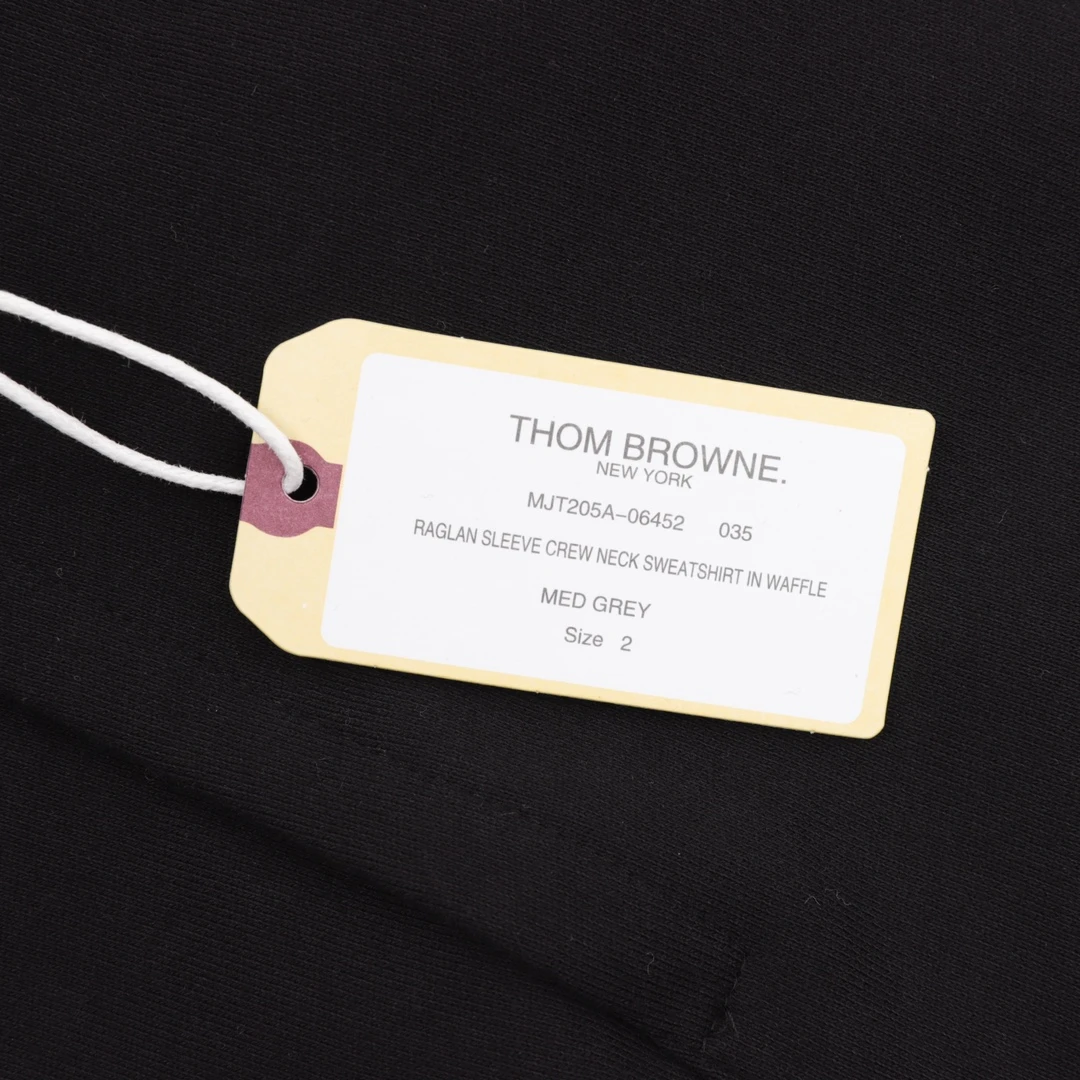 THOM BROWNE.
NEW YORK
MJT205A-06452 035
RAGLAN SLEEVE CREW NECK SWEATSHIRT IN WAFFLE
MED GREY
Size 2